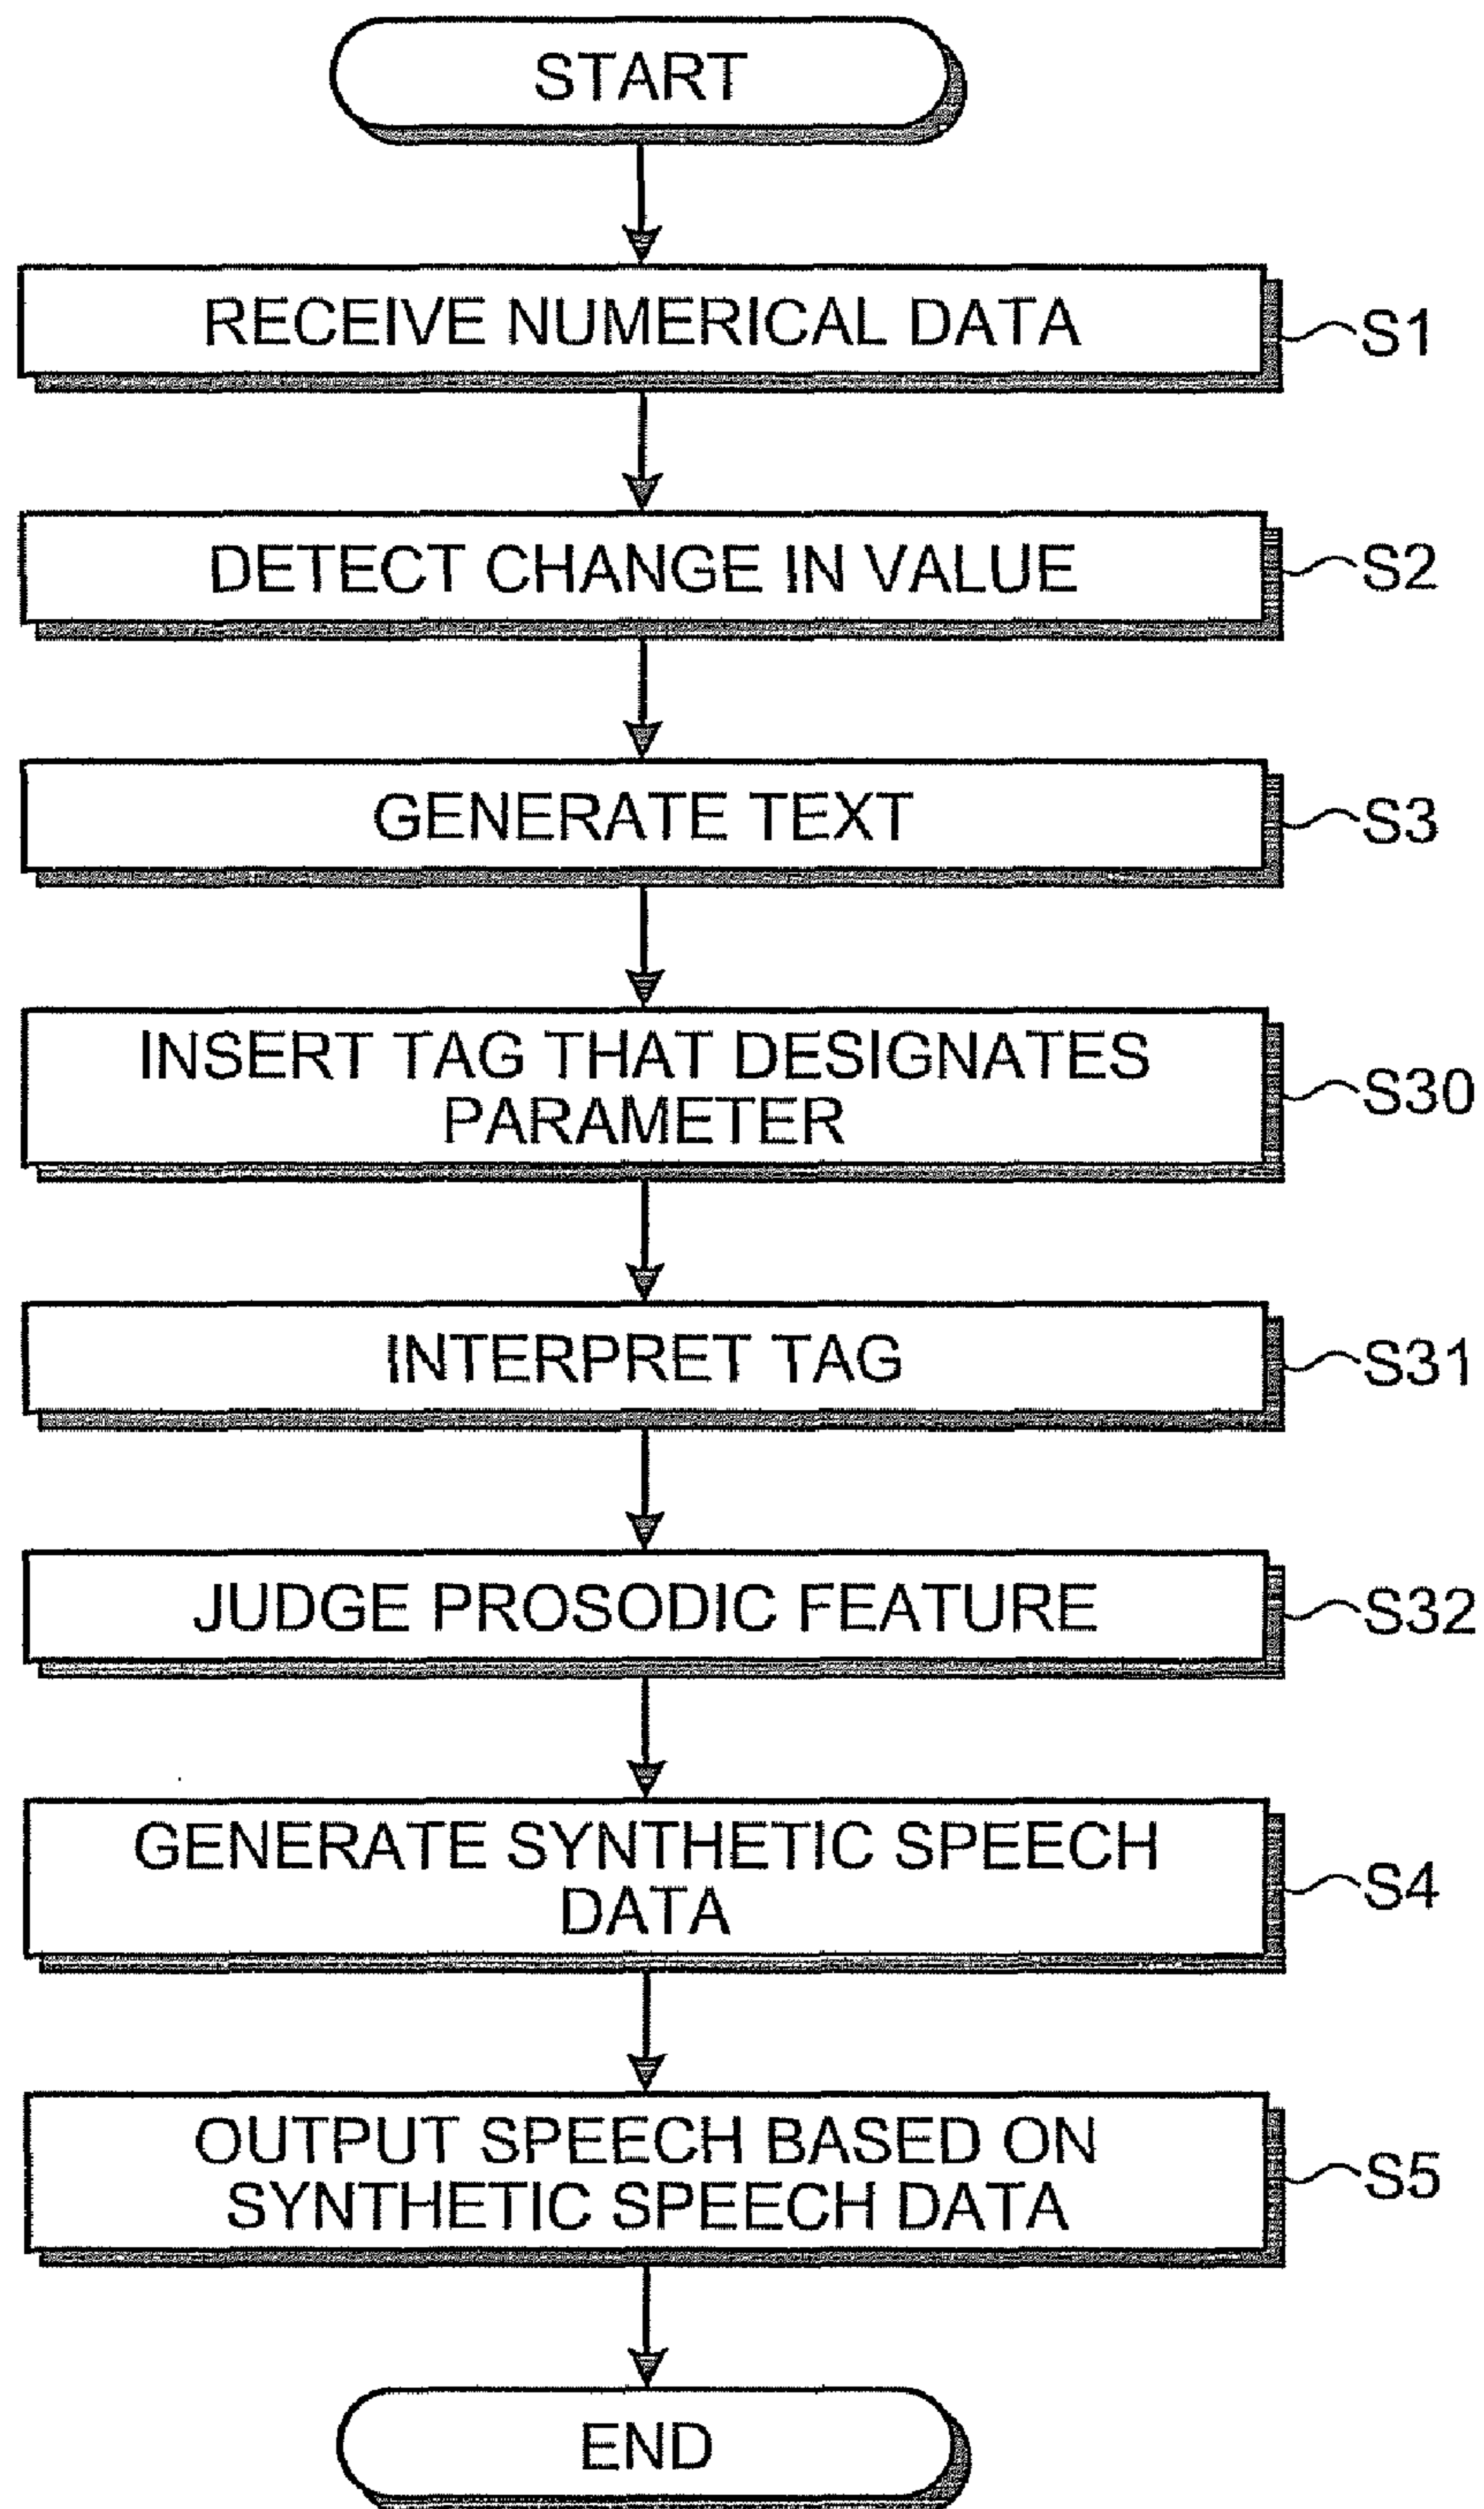 START
RECEIVE NUMERICAL DATA
S1
DETECT CHANGE IN VALUE
S2
GENERATE TEXT
S3
INSERT TAG THAT DESIGNATES
PARAMETER
S30
INTERPRET TAG
S31
JUDGE PROSODIC FEATURE
S32
GENERATE SYNTHETIC SPEECH
DATA
S4
OUTPUT SPEECH BASED ON
SYNTHETIC SPEECH DATA
S5
END